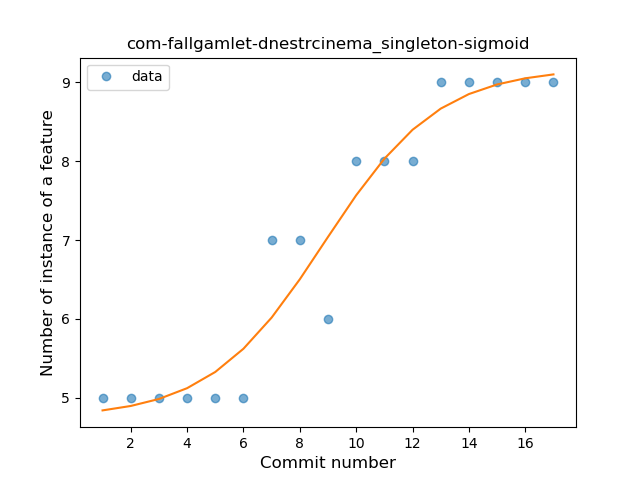 com-fallgamlet-dnestrcinema_singleton-sigmoid
data
Number of instance of a feature
9
8
7
6
5
2 4 6 8 10 12 14 16
Commit number